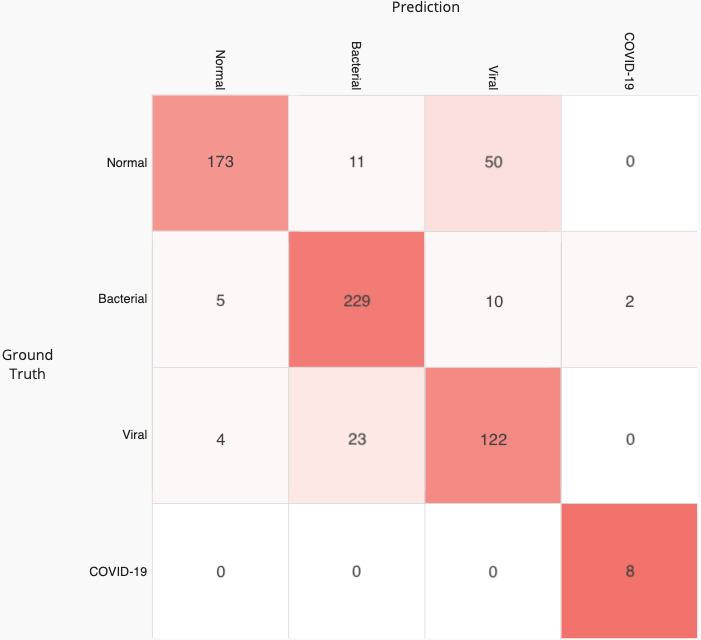 Prediction
Normal
Bacterial
Viral
COVID-19
Normal
173
11
50
0
Bacterial
5
229
10
2
Ground
Truth
Viral
4
23
122
0
COVID-19
0
0
0
8